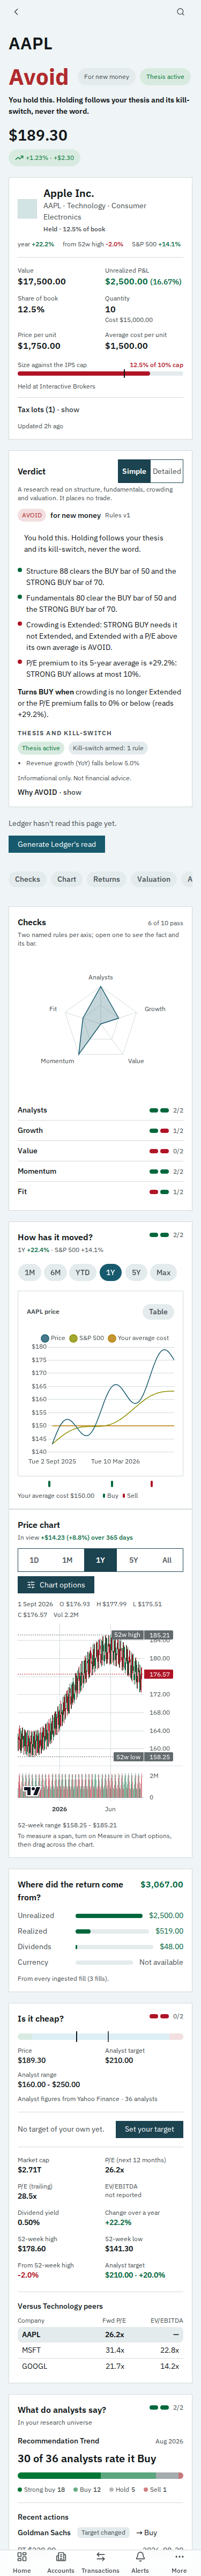 AAPL
Avoid
For new money
Thesis active
You hold this. Holding follows your thesis and its kill-
switch, never the word.
$189.30
+1.23% · +$2.30
Apple Inc.
AAPL · Technology · Consumer
Electronics
Held · 12.5% of book
year +22.2% from 52w high -2.0% S&P 500 +14.1%
Value Unrealized P&L
$17,500.00 $2,500.00 (16.67%)
Share of book Quantity
12.5% 10
Cost $15,000.00
Price per unit Average cost per unit
$1,750.00 $1,500.00
Size against the IPS cap 12.5% of 10% cap
Held at Interactive Brokers
Tax lots (1) · show
Updated 2h ago
Verdict
Simple Detailed
A research read on structure, fundamentals, crowding
and valuation. It places no trade.
AVOID for new money Rules v1
You hold this. Holding follows your thesis
and its kill-switch, never the word.
Structure 88 clears the BUY bar of 50 and the
STRONG BUY bar of 70.
Fundamentals 80 clear the BUY bar of 50 and
the STRONG BUY bar of 70.
Crowding is Extended: STRONG BUY needs it
not Extended, and Extended with a P/E above
its own average is AVOID.
P/E premium to its 5-year average is +29.2%:
STRONG BUY allows at most 10%.
Turns BUY when crowding is no longer Extended
or the P/E premium falls to 0% or below (reads
+29.2%).
THESIS AND KILL-SWITCH
Thesis active Kill-switch armed: 1 rule
Revenue growth (YoY) falls below 5.0%
Informational only. Not financial advice.
Why AVOID · show
Ledger hasn't read this page yet.
Generate Ledger's read
Checks Chart Returns Valuation A
Checks 6 of 10 pass
Two named rules per axis; open one to see the fact and
its bar.
Analysts
Fit Growth
Momentum Value
Analysts 2/2
Growth 1/2
Value 0/2
Momentum 2/2
Fit 1/2
How has it moved? 2/2
1Y +22.4% · S&P 500 +14.1%
1M 6M YTD 1Y 5Y Max
AAPL price Table
Price S&P 500 Your average cost
$180
$175
$170
$165
$160
$155
$150
$145
$140
Tue 2 Sept 2025 Tue 10 Mar 2026
Your average cost $150.00 Buy Sell
Price chart
In view +$14.23 (+8.8%) over 365 days
1D 1M 1Y 5Y All
Chart options
1 Sept 2026 O $176.93 H $177.99 L $175.51
C $176.57 Vol 2.2M
52w high 185.21
184.00
176.57
172.00
168.00
164.00
160.00
52w low 158.25
2M
0
2026 Jun
52-week range $158.25 - $185.21
To measure a span, turn on Measure in Chart options,
then drag across the chart.
Where did the return come $3,067.00
from?
Unrealized $2,500.00
Realized $519.00
Dividends $48.00
Currency Not available
From every ingested fill (3 fills).
Is it cheap? 0/2
Price Analyst target
$189.30 $210.00
Analyst range
$160.00 - $250.00
Analyst figures from Yahoo Finance · 36 analysts
No target of your own yet. Set your target
Market cap P/E (next 12 months)
$2.71T 26.2x
P/E (trailing) EV/EBITDA
28.5x not reported
Dividend yield Change over a year
0.50% +22.2%
52-week high 52-week low
$178.60 $141.30
From 52-week high Analyst target
-2.0% $210.00 · +20.0%
Versus Technology peers
Company Fwd P/E EV/EBITDA
AAPL 26.2x —
MSFT 31.4x 22.8x
GOOGL 21.7x 14.2x
What do analysts say? 2/2
In your research universe
Recommendation Trend Aug 2026
30 of 36 analysts rate it Buy
Strong buy 18 Buy 12 Hold 5 Sell 1
Recent actions
Goldman Sachs Target changed → Buy
Home Accounts Transactions Alerts More